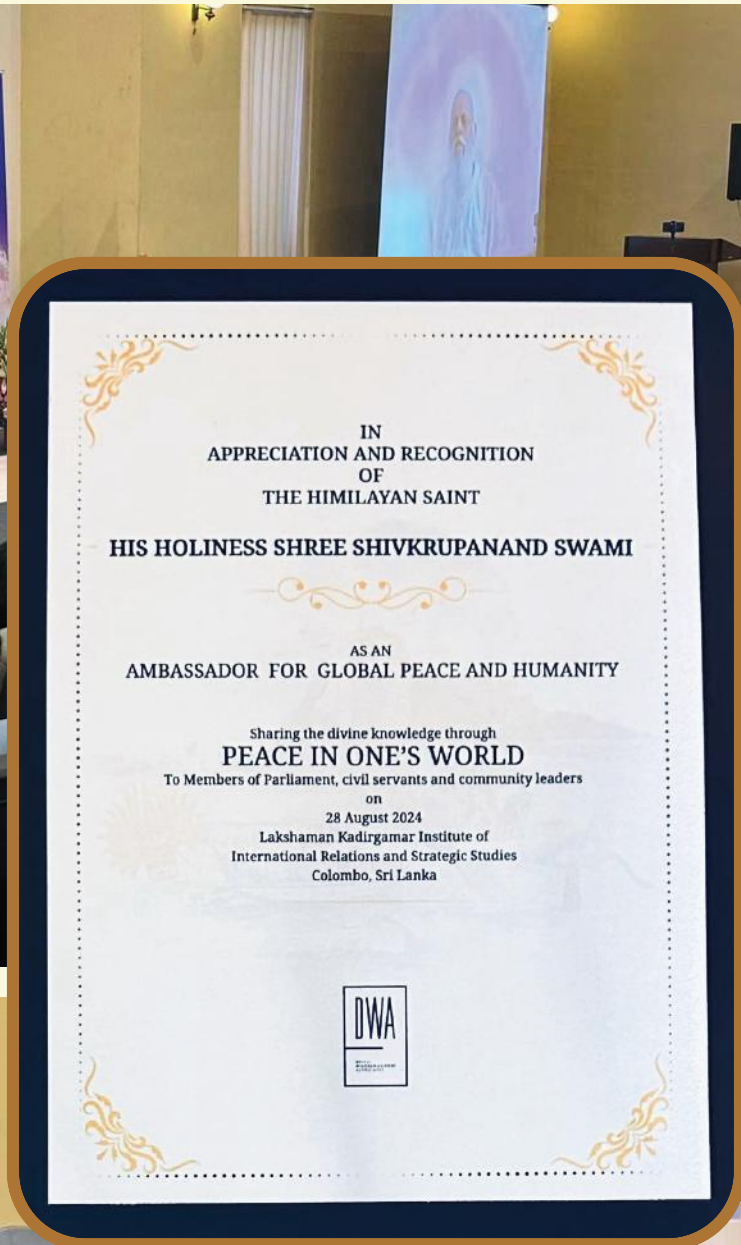 IN
APPRECIATION AND RECOGNITION
OF
THE HIMILAYAN SAINT
HIS HOLINESS SHREE SHIVKRUPANAND SWAMI
AS AN
AMBASSADOR FOR GLOBAL PEACE AND HUMANITY
Sharing the divine knowledge through
PEACE IN ONE'S WORLD
To Members of Parliament, civil servants and community leaders
on
28 August 2024
Lakshaman Kadirgamar Institute of
International Relations and Strategic Studies
Colombo, Sri Lanka
DWA